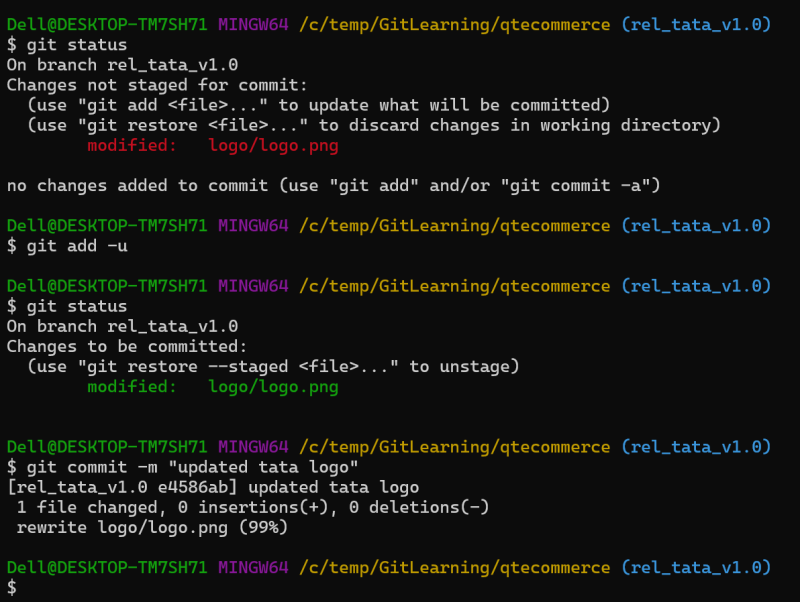 Dell@DESKTOP-TM7SH71 MINGW64 /c/temp/GitLearning/qtecommerce (rel_tata_v1.0)
$ git status
On branch rel_tata_v1.0
Changes not staged for commit:
  (use "git add <file>..." to update what will be committed)
  (use "git restore <file>..." to discard changes in working directory)
        modified:   logo/logo.png

no changes added to commit (use "git add" and/or "git commit -a")

Dell@DESKTOP-TM7SH71 MINGW64 /c/temp/GitLearning/qtecommerce (rel_tata_v1.0)
$ git add -u

Dell@DESKTOP-TM7SH71 MINGW64 /c/temp/GitLearning/qtecommerce (rel_tata_v1.0)
$ git status
On branch rel_tata_v1.0
Changes to be committed:
  (use "git restore --staged <file>..." to unstage)
        modified:   logo/logo.png


Dell@DESKTOP-TM7SH71 MINGW64 /c/temp/GitLearning/qtecommerce (rel_tata_v1.0)
$ git commit -m "updated tata logo"
[rel_tata_v1.0 e4586ab] updated tata logo
 1 file changed, 0 insertions(+), 0 deletions(-)
 rewrite logo/logo.png (99%)

Dell@DESKTOP-TM7SH71 MINGW64 /c/temp/GitLearning/qtecommerce (rel_tata_v1.0)
$